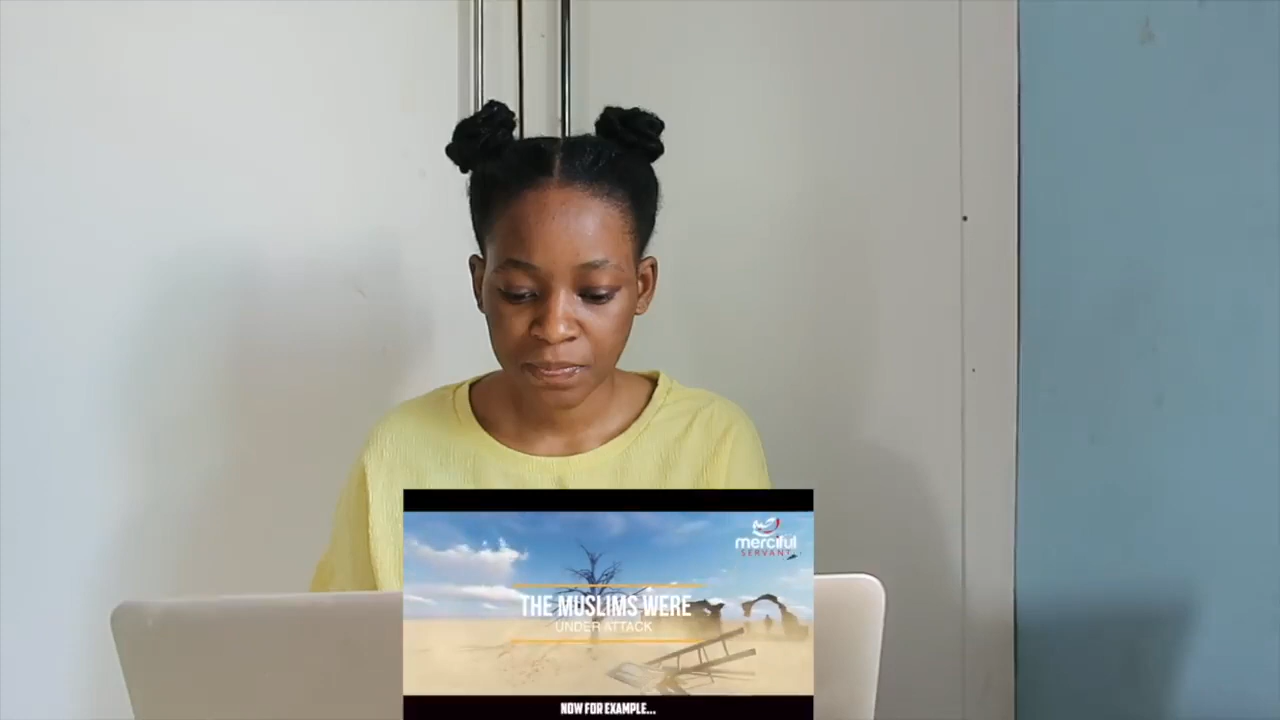 merciful
SERVANT
THE MUSLIMS WERE
UNDER ATTACK
NOW FOR EXAMPLE...